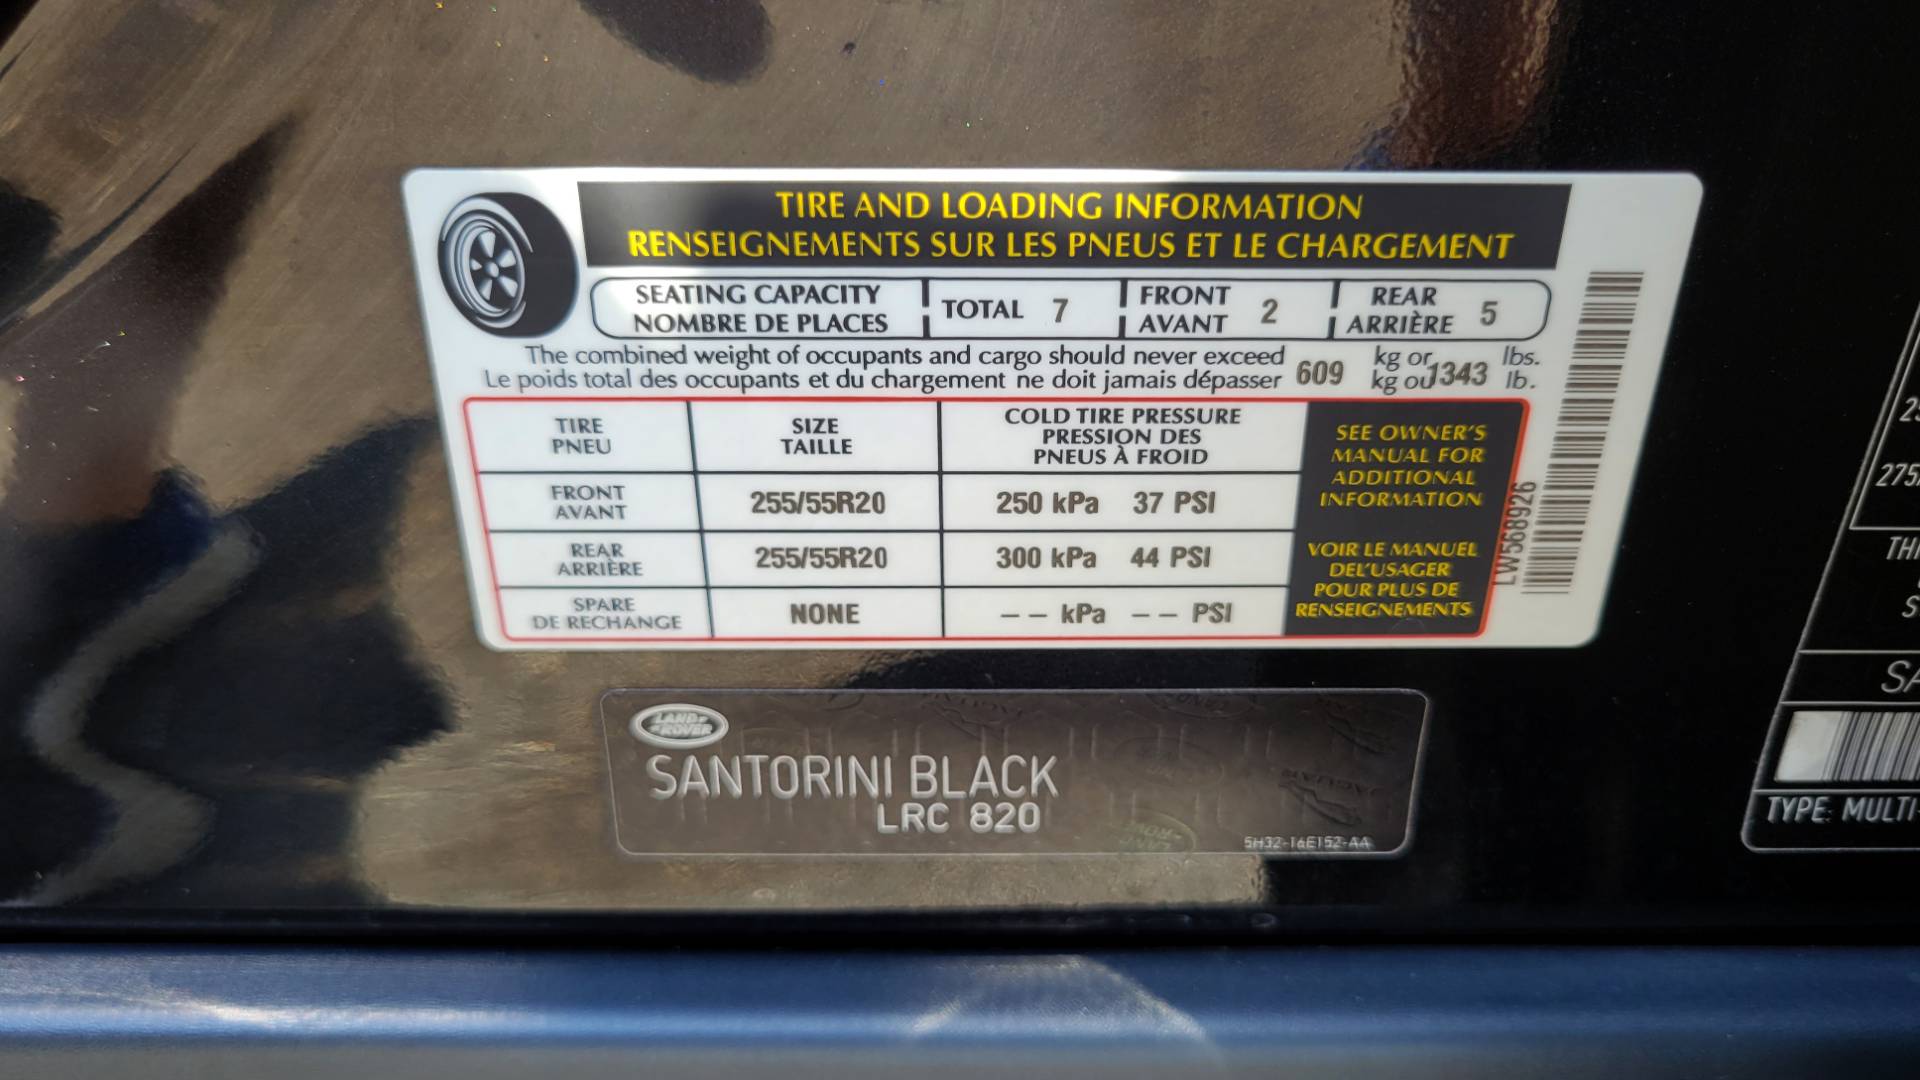 TIRE AND LOADING INFORMATION
RENSEIGNEMENTS SUR LES PNEUS ET LE CHARGEMENT
SEATING CAPACITY
NOMBRE DE PLACES
TOTAL 7
FRONT
AVANT
2
REAR
ARRIÈRE
5
The combined weight of occupants and cargo should never exceed
Le poids total des occupants et du chargement ne doit jamais dépasser
609
kg or
kg ou
1343
lbs.
lb.
TIRE
PNEU
SIZE
TAILLE
COLD TIRE PRESSURE
PRESSION DES
PNEUS À FROID
FRONT
AVANT
255/55R20
250 kPa 37 PSI
REAR
ARRIÈRE
255/55R20
300 kPa 44 PSI
SPARE
DE RECHANGE
NONE
-- kPa -- PSI
SEE OWNER'S
MANUAL FOR
ADDITIONAL
INFORMATION
VOIR LE MANUEL
DEL'USAGER
POUR PLUS DE
RENSEIGNEMENTS
LW568926
LAND
ROVER
SANTORINI BLACK
LRC 820
5H32-16E152-AA
275
TH
SA
TYPE: MULTI-